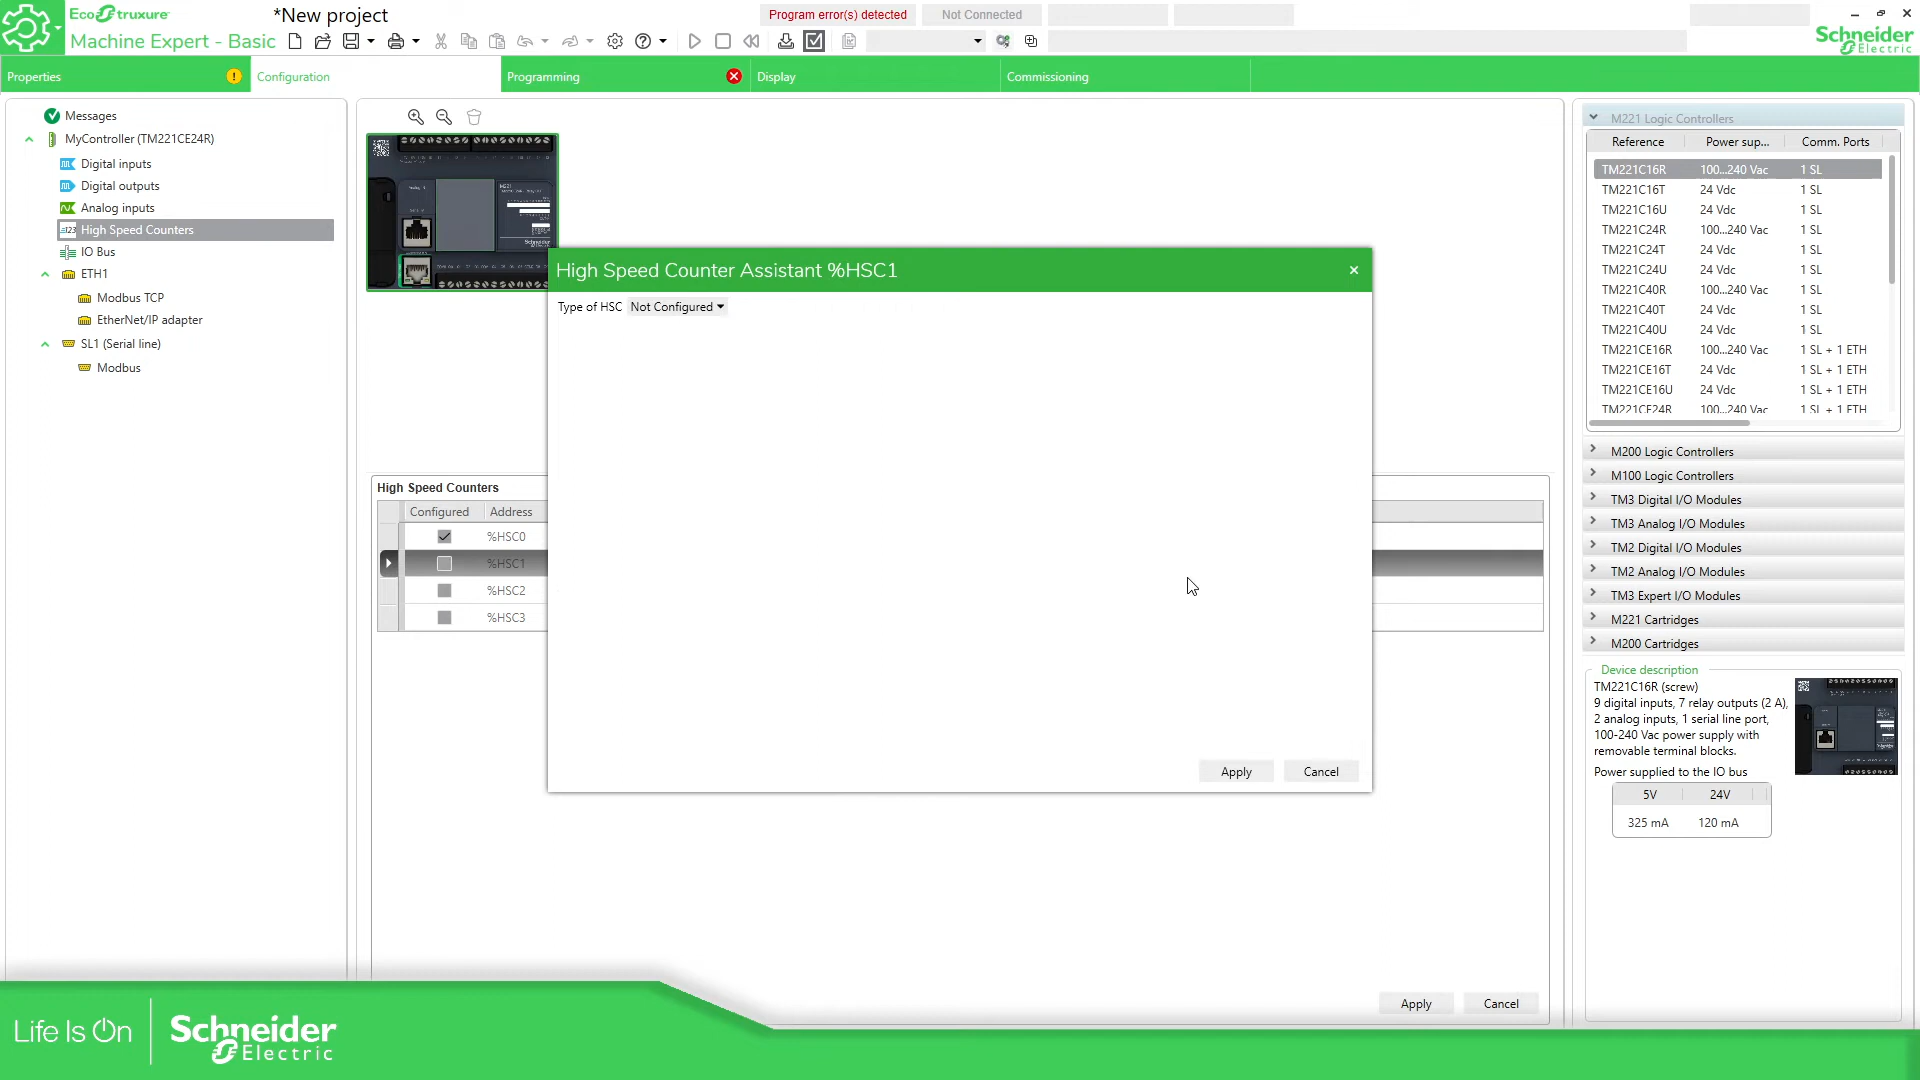 EcoStruxure
Machine Expert - Basic
*New project
Program error(s) detected
Not Connected
Schneider
Electric
Properties
Configuration
Programming
Display
Commissioning
Messages
MyController (TM221CE24R)
Digital inputs
Digital outputs
Analog inputs
High Speed Counters
IO Bus
ETH1
Modbus TCP
EtherNet/IP adapter
SL1 (Serial line)
Modbus
High Speed Counter Assistant %HSC1
Type of HSC Not Configured
Apply Cancel
High Speed Counters
Configured Address
%HSC0
%HSC1
%HSC2
%HSC3
Apply Cancel
M221 Logic Controllers
Reference Power sup... Comm. Ports
TM221C16R 100...240 Vac 1 SL
TM221C16T 24 Vdc 1 SL
TM221C16U 24 Vdc 1 SL
TM221C24R 100...240 Vac 1 SL
TM221C24T 24 Vdc 1 SL
TM221C24U 24 Vdc 1 SL
TM221C40R 100...240 Vac 1 SL
TM221C40T 24 Vdc 1 SL
TM221C40U 24 Vdc 1 SL
TM221CE16R 100...240 Vac 1 SL + 1 ETH
TM221CE16T 24 Vdc 1 SL + 1 ETH
TM221CE16U 24 Vdc 1 SL + 1 ETH
TM221CE24R 100...240 Vac 1 SL + 1 ETH
M200 Logic Controllers
M100 Logic Controllers
TM3 Digital I/O Modules
TM3 Analog I/O Modules
TM2 Digital I/O Modules
TM2 Analog I/O Modules
TM3 Expert I/O Modules
M221 Cartridges
M200 Cartridges
Device description
TM221C16R (screw)
9 digital inputs, 7 relay outputs (2 A),
2 analog inputs, 1 serial line port,
100-240 Vac power supply with
removable terminal blocks.
Power supplied to the IO bus
5V 24V
325 mA 120 mA
Life Is On
Schneider
Electric